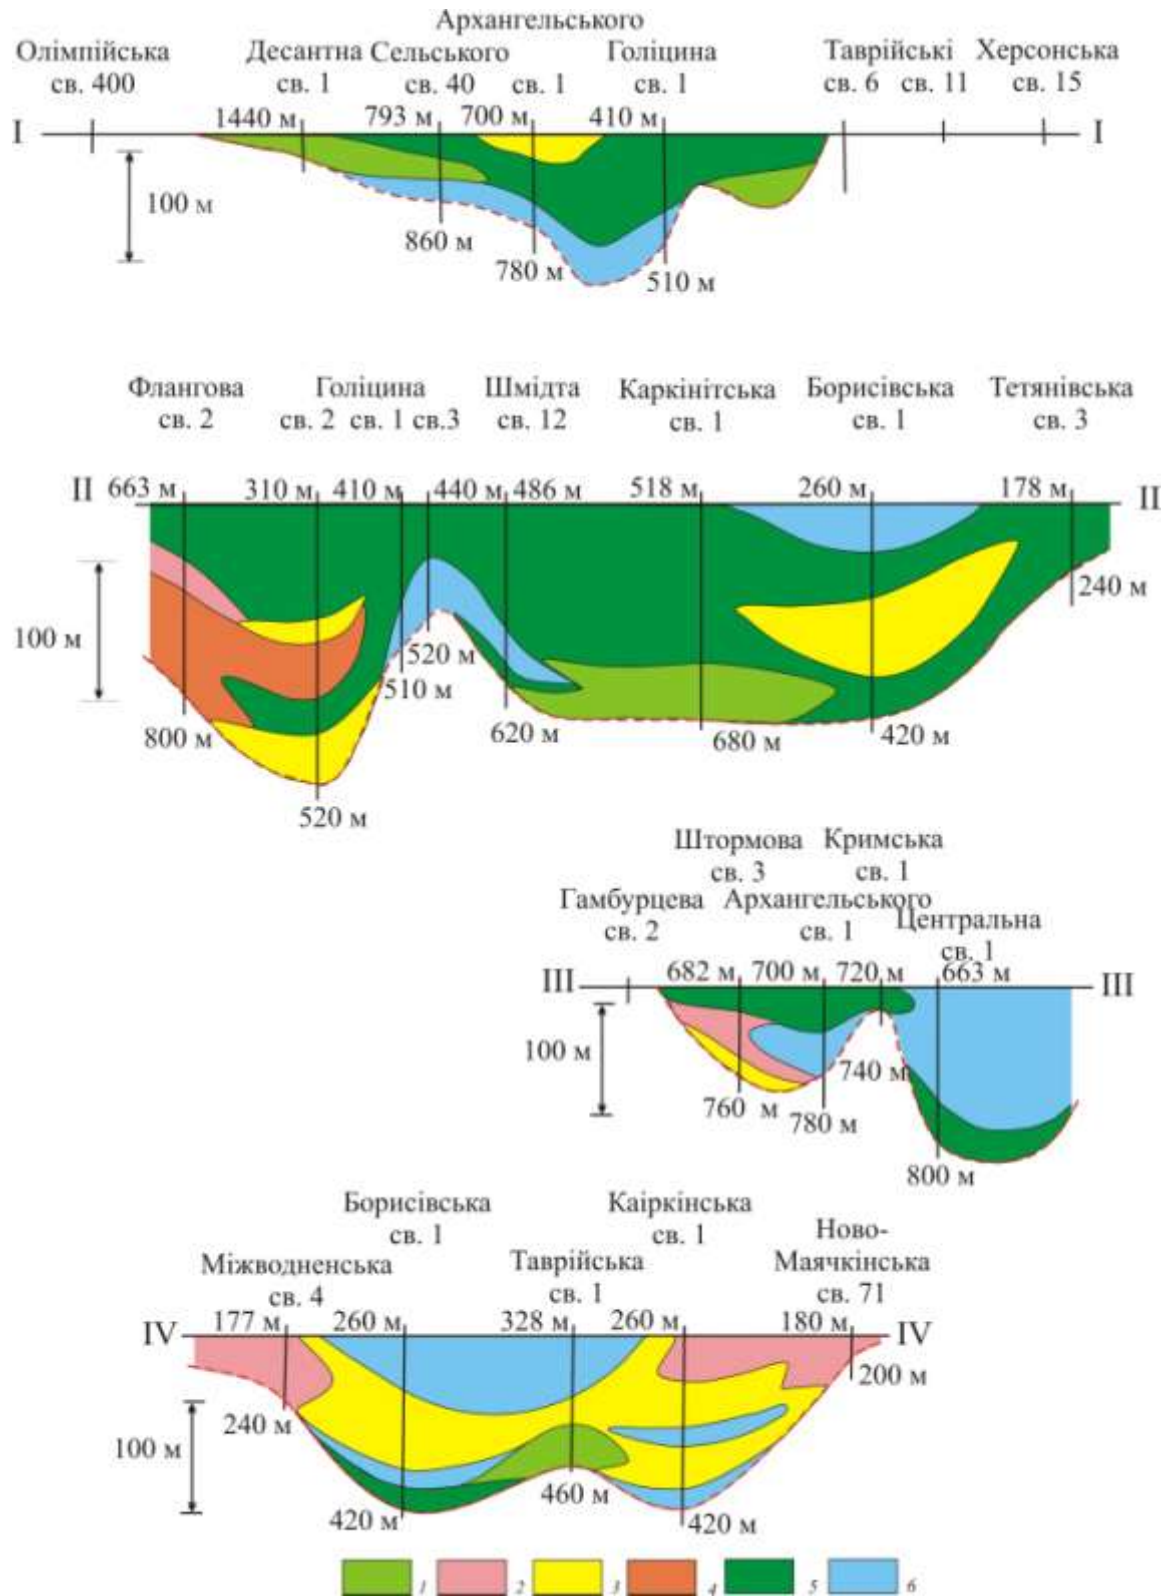 Архангельського
Олімпійська Десантна Сельського Голіцина Таврійські Херсонська
св. 400 св. 1 св. 40 св. 1 св. 1 св. 6 св. 11 св. 15
1440 м 793 м 700 м 410 м
I I
100 м
860 м
780 м
510 м
Флангова Голіцина Шмідта Каркінітська Борисівська Тетянівська
св. 2 св. 2 св. 1 св.3 св. 12 св. 1 св. 1 св. 3
II 663 м 310 м 410 м 440 м 486 м 518 м 260 м 178 м II
240 м
100 м
520 м
510 м
800 м 620 м 680 м 420 м
520 м
Штормова Кримська
св. 3 св. 1
Гамбурцева Архангельського
Центральна
св. 2 св. 1
св. 1
682 м 700 м 720 м 663 м
III III
100 м
740 м
760 м
780 м
800 м
Борисівська Каіркінська
св. 1 св. 1
Ново-
Міжводненська Таврійська Маячкінська
св. 4 св. 1 св. 71
177 м 260 м 328 м 260 м 180 м
IV IV
200 м
240 м
100 м
460 м
420 м 420 м
1 2 3 4 5 6